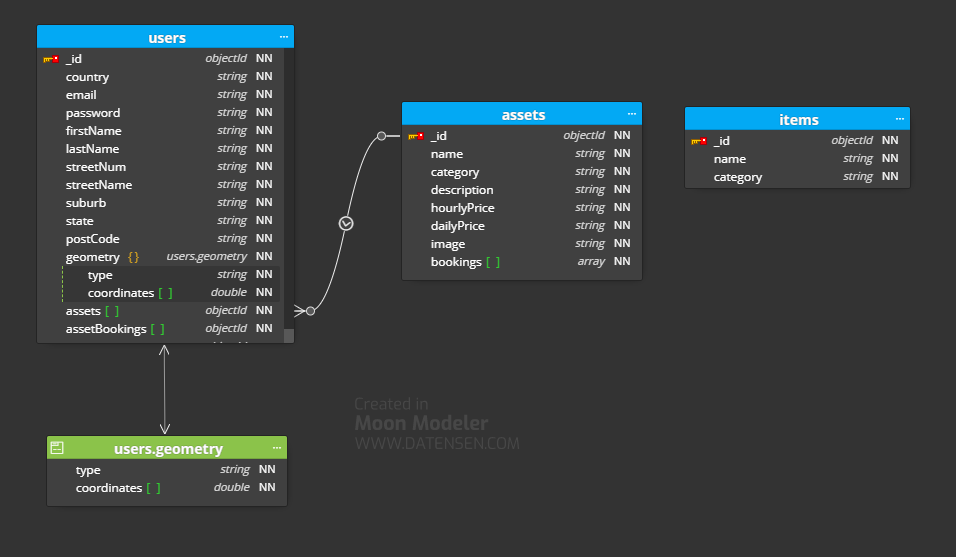 users ...
_id objectId NN
country string NN
email string NN
password string NN
firstName string NN
lastName string NN
streetNum string NN
streetName string NN
suburb string NN
state string NN
postCode string NN
geometry { } users.geometry NN
type string NN
coordinates [ ] double NN
assets [ ] objectId NN
assetBookings [ ] objectId NN
assets ...
_id objectId NN
name string NN
category string NN
description string NN
hourlyPrice string NN
dailyPrice string NN
image string NN
bookings [ ] array NN
items ...
_id objectId NN
name string NN
category string NN
users.geometry ...
type string NN
coordinates [ ] double NN
Created in
Moon Modeler
WWW.DATENSEN.COM